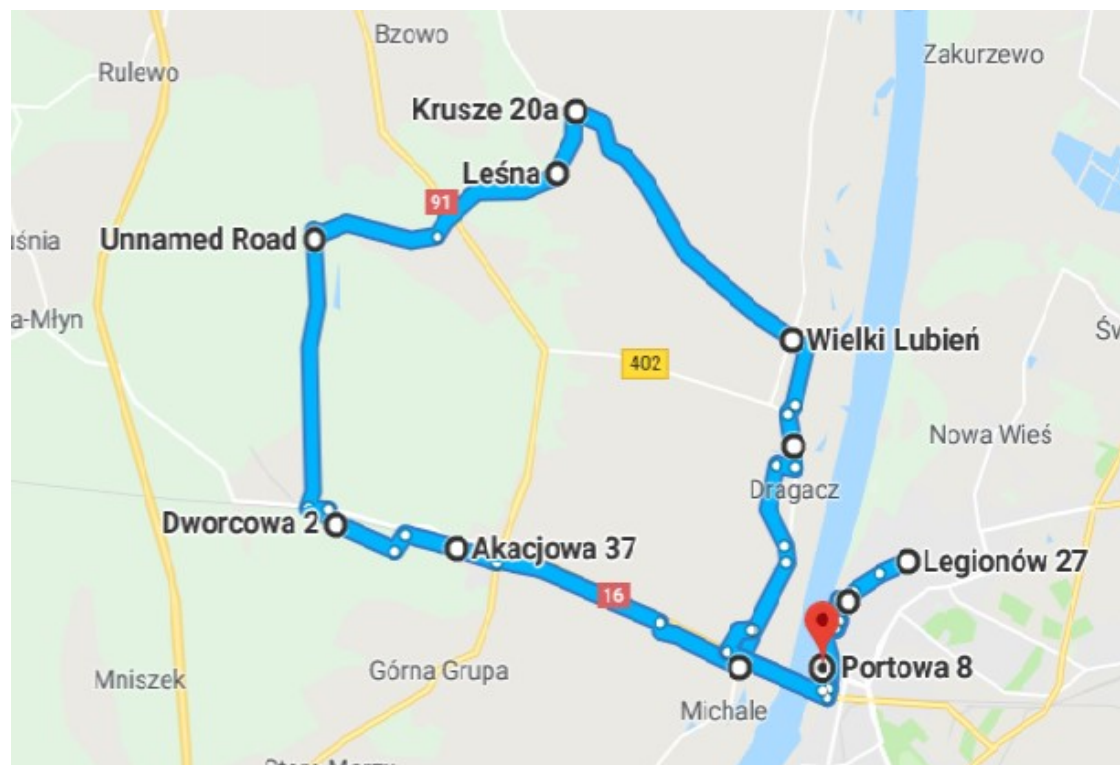 Bzowo
Zakurzewo
Rulewo
Krusze 20a
Leśna
91
Unnamed Road
uśnia
a-Młyn
Wielki Lubień
Św
402
Nowa Wieś
Dragacz
Dworcowa 2
Akacjowa 37
Legionów 27
16
Górna Grupa
Portowa 8
Mniszek
Michale